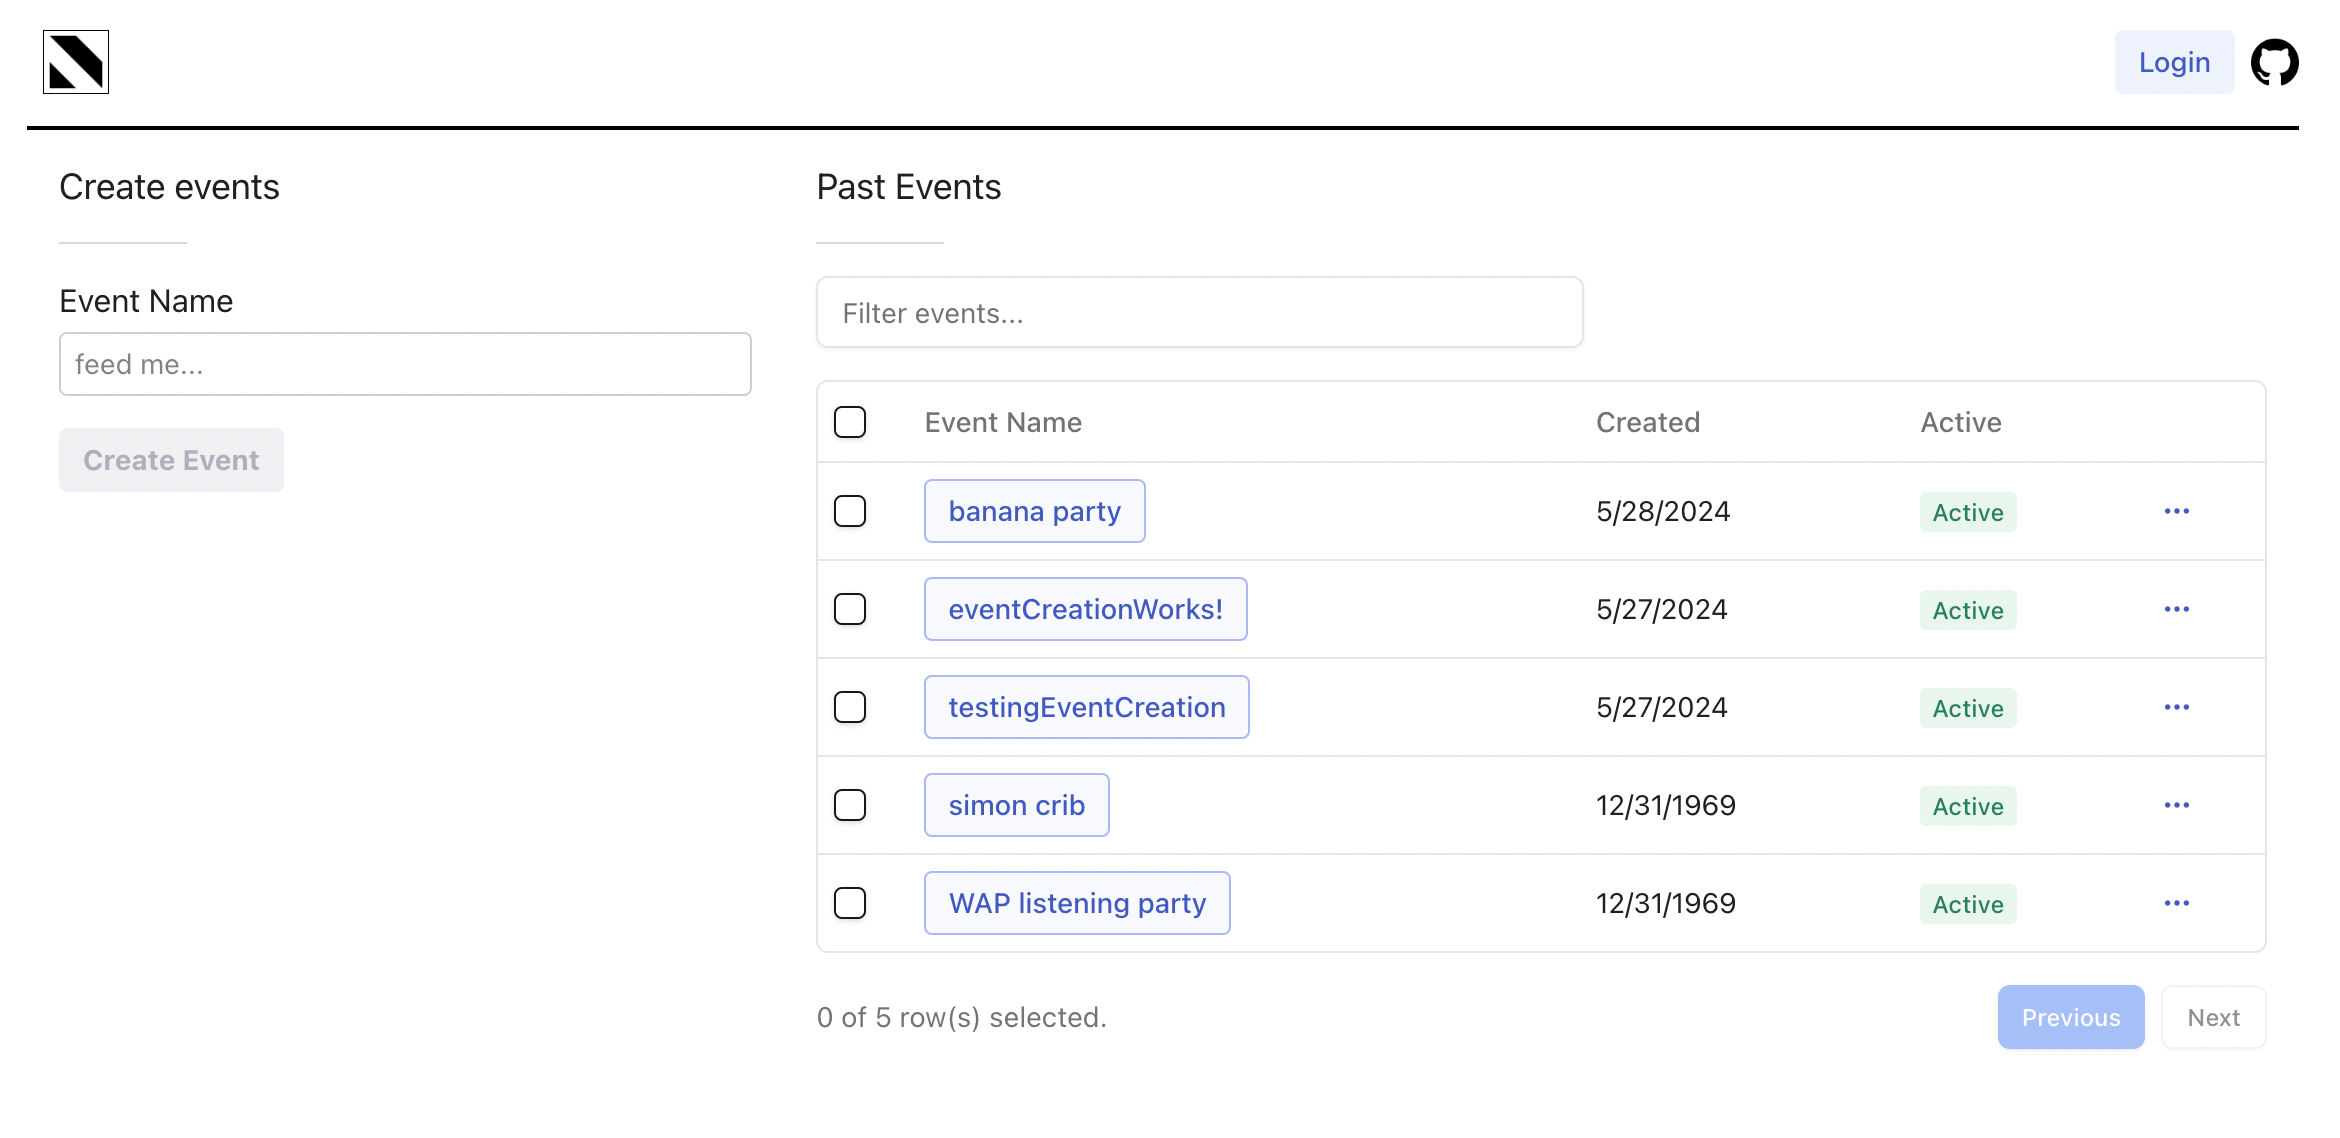 Login
Create events
Event Name
feed me...
Create Event
Past Events
Filter events...
Event Name Created Active
banana party 5/28/2024 Active
eventCreationWorks! 5/27/2024 Active
testingEventCreation 5/27/2024 Active
simon crib 12/31/1969 Active
WAP listening party 12/31/1969 Active
0 of 5 row(s) selected.
Previous Next